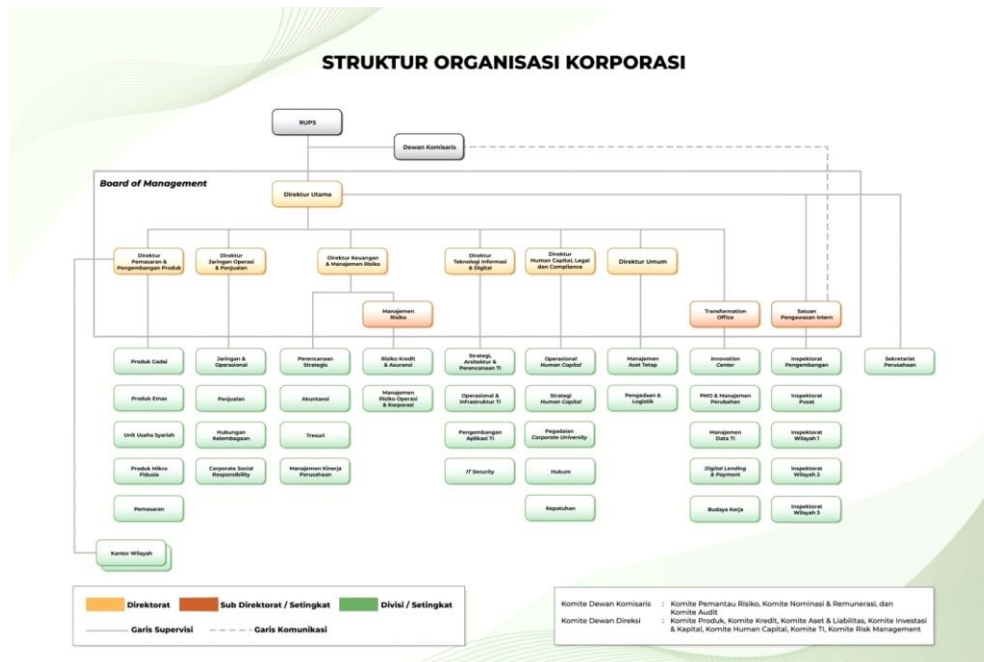 STRUKTUR ORGANISASI KORPORASI
RUPS
Dewan Komisaris
Board of Management
Direktur Utama
Direktur
Pemasaran &
Pengembangan Produk
Direktur
Jaringan Operasi
& Penjualan
Direktur Keuangan
& Manajemen Risiko
Direktur
Teknologi Informasi
& Digital
Direktur
Human Capital, Legal
dan Complience
Direktur Umum
Manajemen
Risiko
Transformation
Office
Satuan
Pengawasan Intern
Produk Gadai
Jaringan &
Operasional
Perencanaan
Strategis
Risiko Kredit
& Asuransi
Strategi,
Arsitektur &
Perencanaan TI
Operasional
Human Capital
Manajemen
Aset Tetap
Innovation
Center
Inspektorat
Pengembangan
Sekretariat
Perusahaan
Produk Emas
Penjualan
Akuntansi
Manajemen
Risiko Operasi
& Korporasi
Operasional &
Infrastruktur TI
Strategi
Human Capital
Pengadaan &
Logistik
PMO & Manajemen
Perubahan
Inspektorat
Pusat
Unit Usaha Syariah
Hubungan
Kelembagaan
Tresuri
Pengembangan
Aplikasi TI
Pegadaian
Corporate University
Manajemen
Data TI
Inspektorat
Wilayah 1
Produk Mikro
Fidusia
Corporate Social
Responsibility
Manajemen Kinerja
Perusahaan
IT Security
Hukum
Digital Lending
& Payment
Inspektorat
Wilayah 2
Pemasaran
Kepatuhan
Budaya Kerja
Inspektorat
Wilayah 3
Kantor Wilayah
Direktorat
Sub Direktorat / Setingkat
Divisi / Setingkat
Garis Supervisi
Garis Komunikasi
Komite Dewan Komisaris : Komite Pemantau Risiko, Komite Nominasi & Remunerasi, dan
Komite Audit
Komite Dewan Direksi : Komite Produk, Komite Kredit, Komite Aset & Liabilitas, Komite Investasi
& Kapital, Komite Human Capital, Komite TI, Komite Risk Management